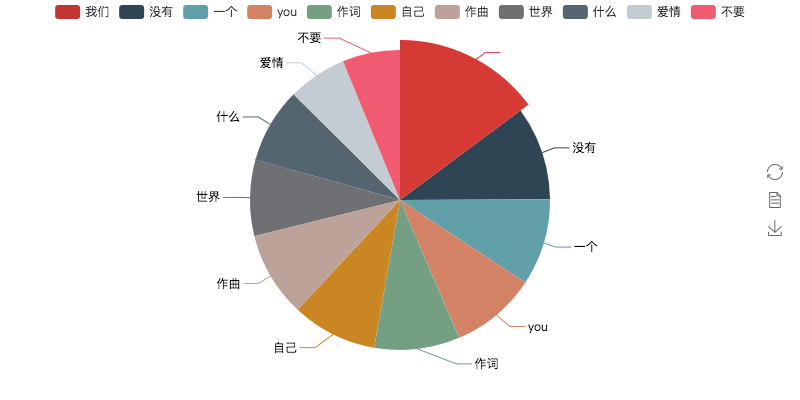 我们 没有 一个 you 作词 自己 作曲 世界 什么 爱情 不要
不要
爱情
什么
没有
世界
一个
作曲
you
自己
作词